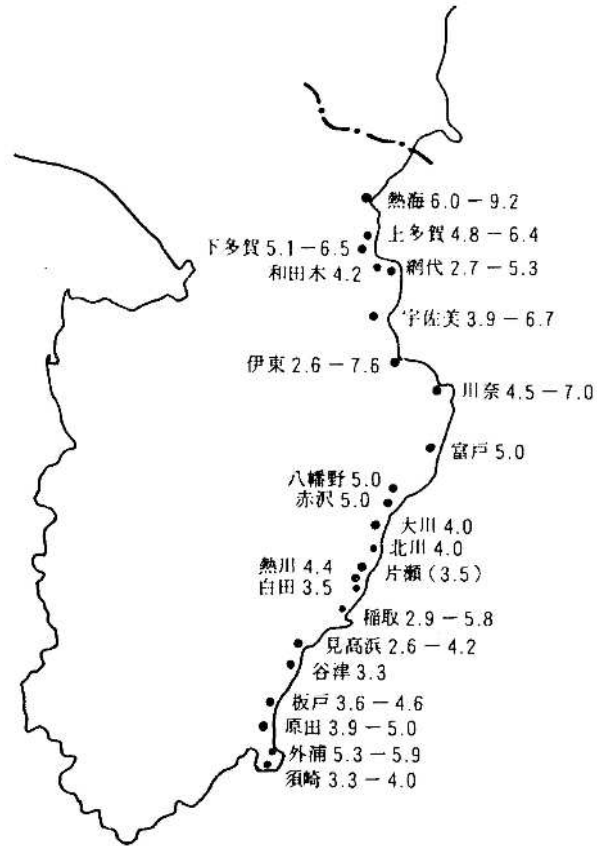 熱海 6.0 — 9.2
上多賀 4.8 — 6.4
下多賀 5.1 — 6.5
和田木 4.2
網代 2.7 — 5.3
宇佐美 3.9 — 6.7
伊東 2.6 — 7.6
川奈 4.5 — 7.0
富戸 5.0
八幡野 5.0
赤沢 5.0
大川 4.0
北川 4.0
熱川 4.4
片瀬 (3.5)
白田 3.5
稲取 2.9 — 5.8
見高浜 2.6 — 4.2
谷津 3.3
板戸 3.6 — 4.6
原田 3.9 — 5.0
外浦 5.3 — 5.9
須崎 3.3 — 4.0